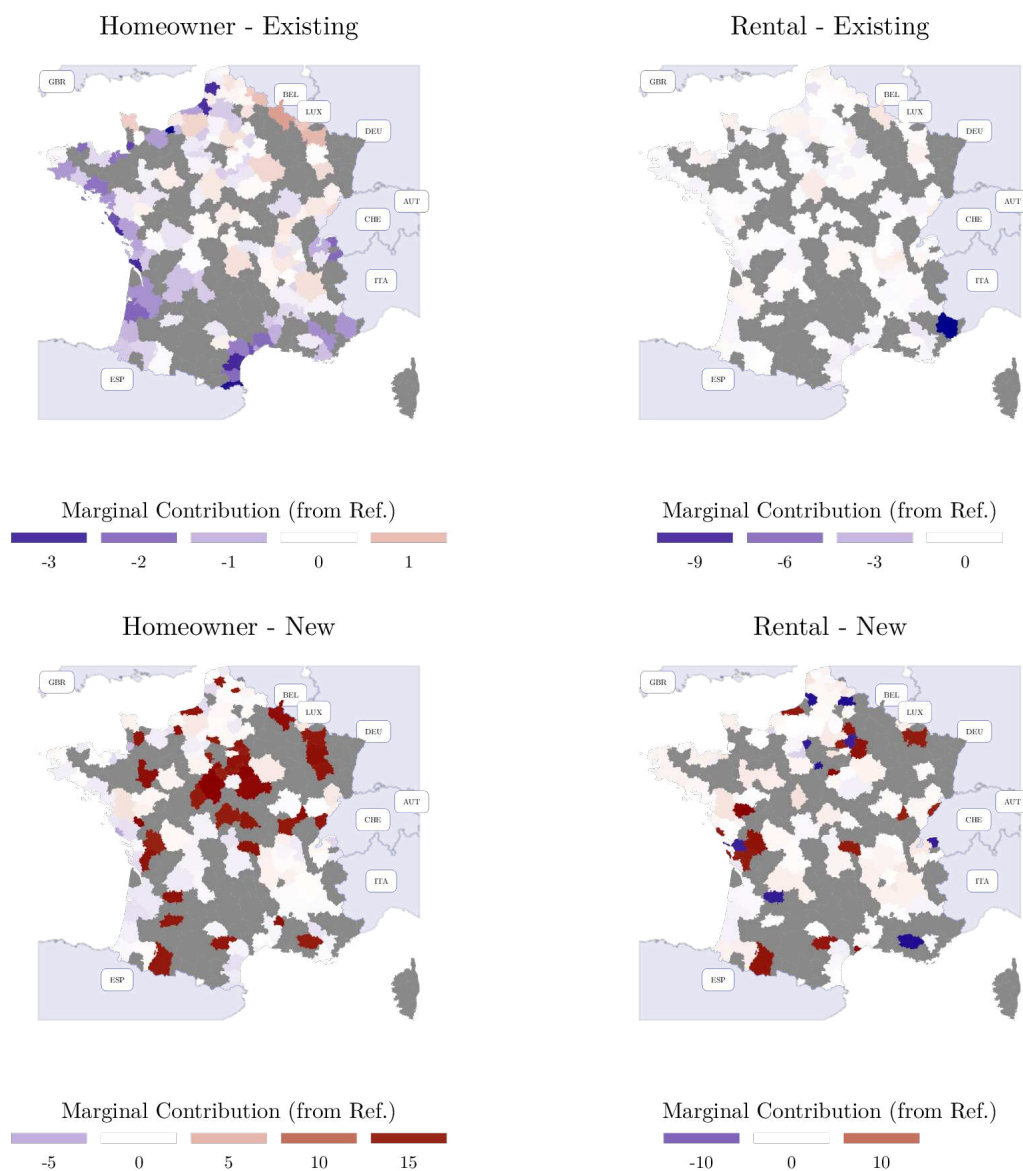 Homeowner - Existing
Rental - Existing
GBR
BEL
LUX
DEU
AUT
CHE
ITA
ESP
GBR
BEL
LUX
DEU
AUT
CHE
ITA
ESP
Marginal Contribution (from Ref.)
-3 -2 -1 0 1
Marginal Contribution (from Ref.)
-9 -6 -3 0
Homeowner - New
Rental - New
GBR
BEL
LUX
DEU
AUT
CHE
ITA
ESP
GBR
BEL
LUX
DEU
AUT
CHE
ITA
ESP
Marginal Contribution (from Ref.)
-5 0 5 10 15
Marginal Contribution (from Ref.)
-10 0 10